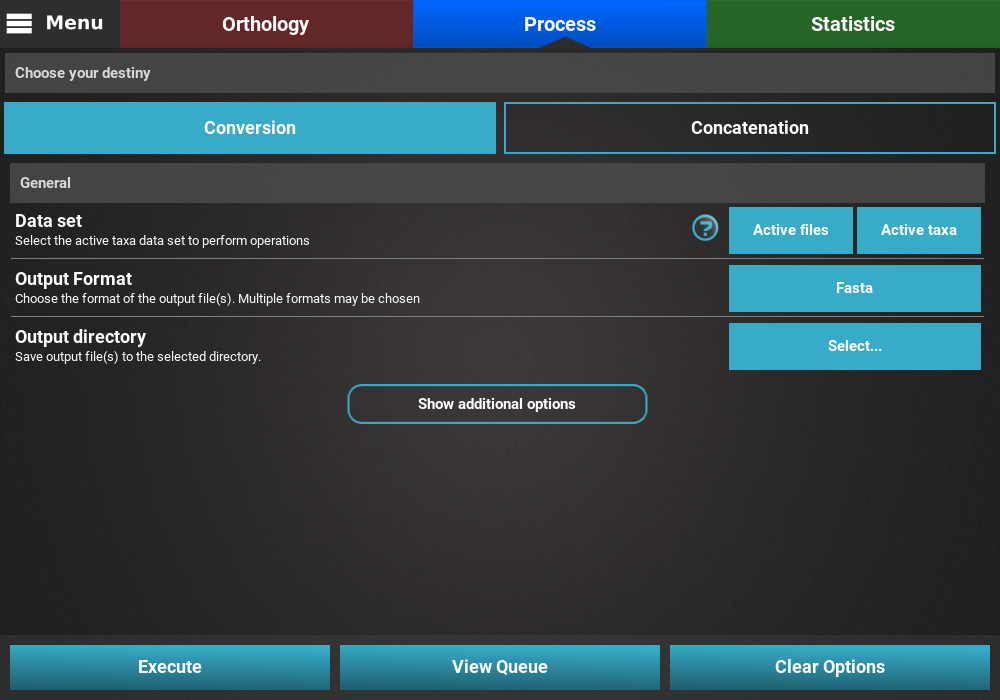 Menu
Orthology
Process
Statistics
Choose your destiny
Conversion
Concatenation
General
Data set
Select the active taxa data set to perform operations
?
Active files
Active taxa
Output Format
Choose the format of the output file(s). Multiple formats may be chosen
Fasta
Output directory
Save output file(s) to the selected directory.
Select...
Show additional options
Execute
View Queue
Clear Options